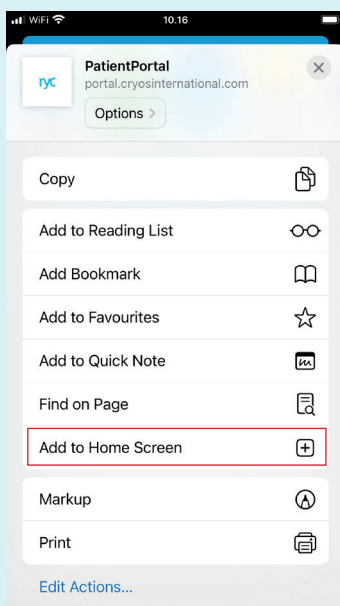 WiFi 10.16
ryc
PatientPortal
portal.cryosinternational.com
Options
Copy
Add to Reading List
Add Bookmark
Add to Favourites
Add to Quick Note
Find on Page
Add to Home Screen
Markup
Print
Edit Actions...